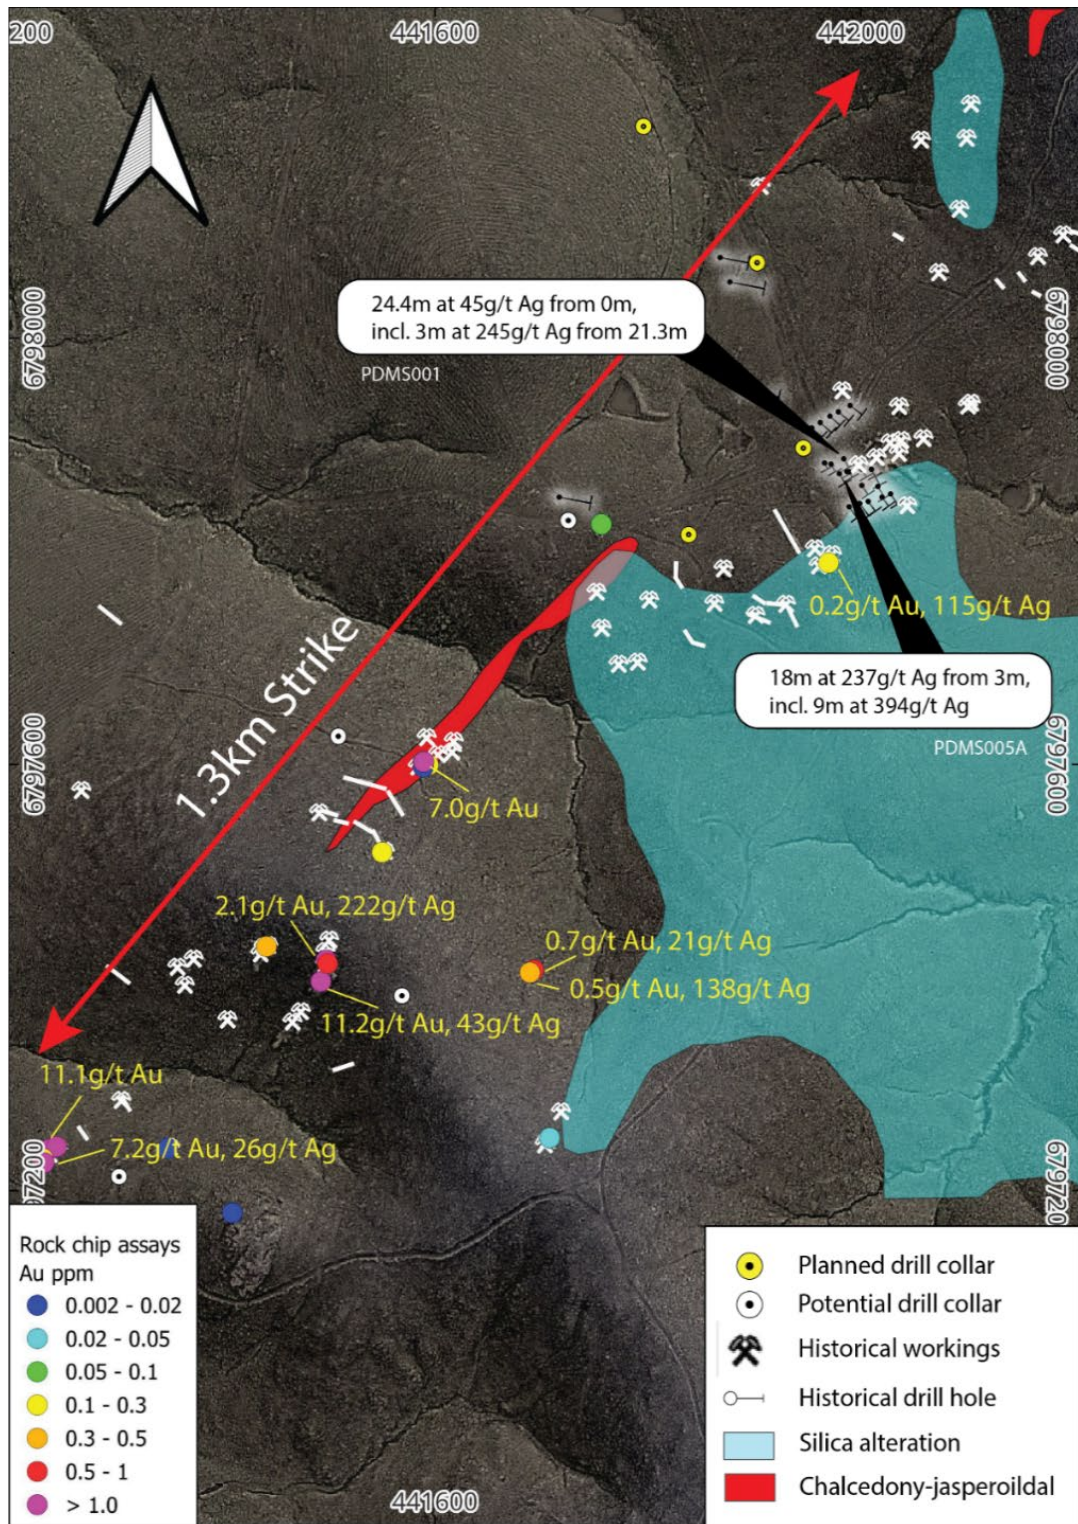 200
441600
442000
24.4m at 45g/t Ag from 0m,
incl. 3m at 245g/t Ag from 21.3m
PDMS001
6798000
6798000
0.2g/t Au, 115g/t Ag
18m at 237g/t Ag from 3m,
incl. 9m at 394g/t Ag
PDMS005A
1.3km Strike
6797600
6797600
7.0g/t Au
2.1g/t Au, 222g/t Ag
0.7g/t Au, 21g/t Ag
0.5g/t Au, 138g/t Ag
11.2g/t Au, 43g/t Ag
11.1g/t Au
7.2g/t Au, 26g/t Ag
97200
679720
Rock chip assays
Au ppm
0.002 - 0.02
0.02 - 0.05
0.05 - 0.1
0.1 - 0.3
0.3 - 0.5
0.5 - 1
> 1.0
441600
Planned drill collar
Potential drill collar
Historical workings
Historical drill hole
Silica alteration
Chalcedony-jasperoildal